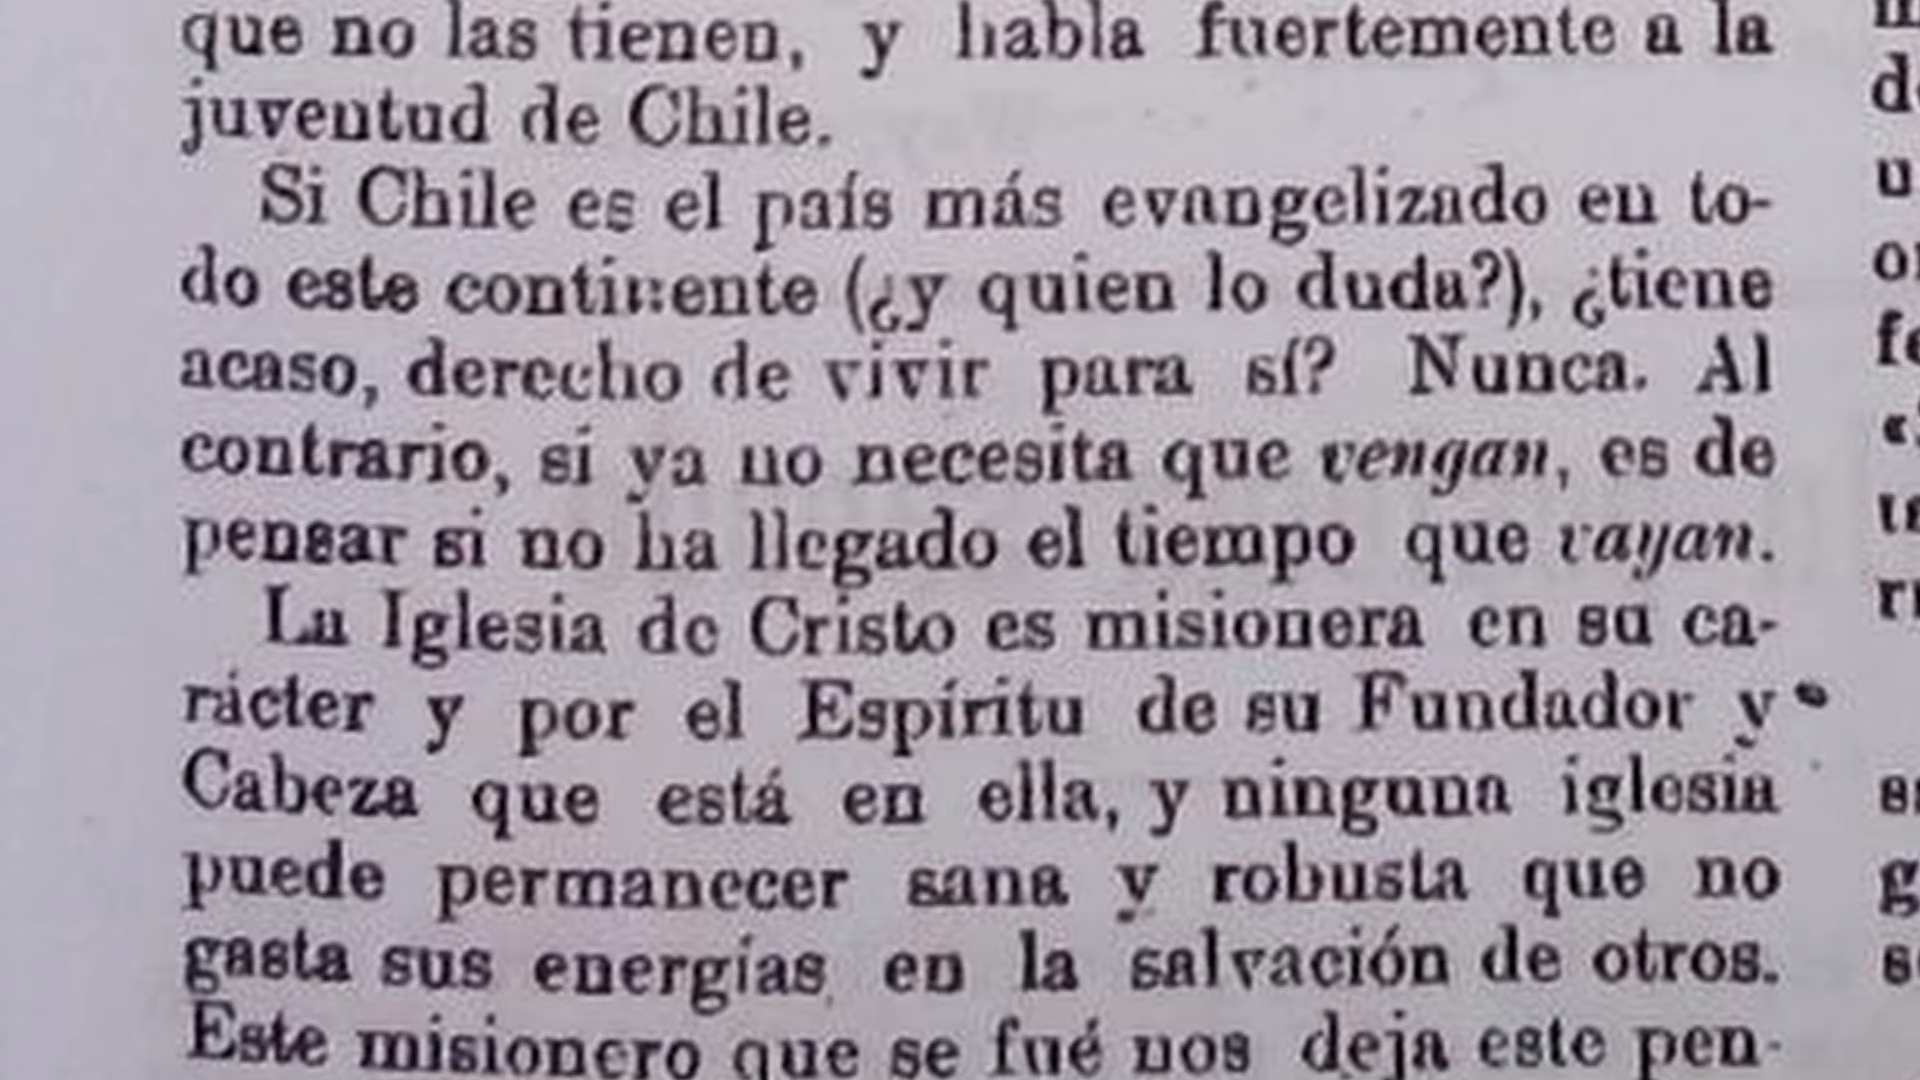 que no las tienen, y habla fuertemente a la
juventud de Chile.
Si Chile es el país más evangelizado en to-
do este continente (¿y quien lo duda?), ¿tiene
acaso, derecho de vivir para sí? Nunca. Al
contrario, si ya no necesita que vengan, es de
pensar si no ha llegado el tiempo que vayan.
La Iglesia de Cristo es misionera en su ca-
rácter y por el Espíritu de su Fundador y
Cabeza que está en ella, y ninguna iglesia
puede permanecer sana y robusta que no
gasta sus energías en la salvación de otros.
Este misionero que se fué nos deja este pen-